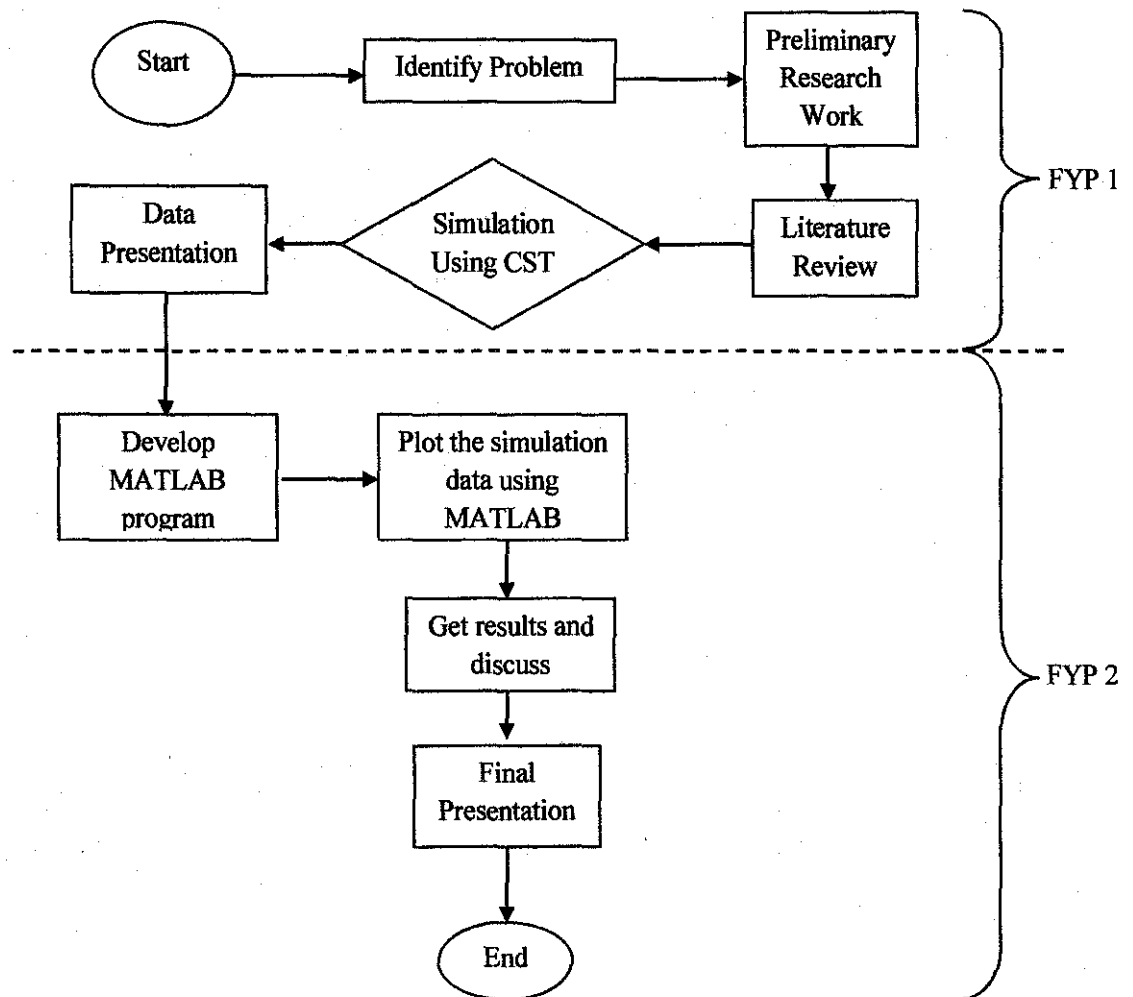 Start
Identify Problem
Preliminary
Research
Work
FYP 1
Literature
Review
Simulation
Using CST
Data
Presentation
Develop
MATLAB
program
Plot the simulation
data using
MATLAB
Get results and
discuss
FYP 2
Final
Presentation
End